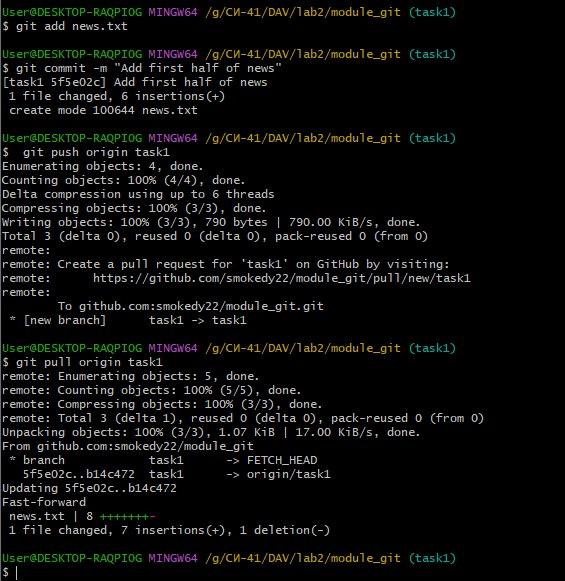 User@DESKTOP-RAQPIOG MINGW64 /g/СИ-41/DAV/lab2/module_git (task1)
$ git add news.txt
User@DESKTOP-RAQPIOG MINGW64 /g/СИ-41/DAV/lab2/module_git (task1)
$ git commit -m "Add first half of news"
[task1 5f5e02c] Add first half of news
1 file changed, 6 insertions(+)
create mode 100644 news.txt
User@DESKTOP-RAQPIOG MINGW64 /g/СИ-41/DAV/lab2/module_git (task1)
$  git push origin task1
Enumerating objects: 4, done.
Counting objects: 100% (4/4), done.
Delta compression using up to 6 threads
Compressing objects: 100% (3/3), done.
Writing objects: 100% (3/3), 790 bytes | 790.00 KiB/s, done.
Total 3 (delta 0), reused 0 (delta 0), pack-reused 0 (from 0)
remote:
remote: Create a pull request for 'task1' on GitHub by visiting:
remote:      https://github.com/smokedy22/module_git/pull/new/task1
remote:
To github.com:smokedy22/module_git.git
* [new branch]      task1 -> task1
User@DESKTOP-RAQPIOG MINGW64 /g/СИ-41/DAV/lab2/module_git (task1)
$ git pull origin task1
remote: Enumerating objects: 5, done.
remote: Counting objects: 100% (5/5), done.
remote: Compressing objects: 100% (3/3), done.
remote: Total 3 (delta 1), reused 0 (delta 0), pack-reused 0 (from 0)
Unpacking objects: 100% (3/3), 1.07 KiB | 17.00 KiB/s, done.
From github.com:smokedy22/module_git
* branch            task1      -> FETCH_HEAD
5f5e02c..b14c472  task1      -> origin/task1
Updating 5f5e02c..b14c472
Fast-forward
news.txt | 8 +++++++-
1 file changed, 7 insertions(+), 1 deletion(-)
User@DESKTOP-RAQPIOG MINGW64 /g/СИ-41/DAV/lab2/module_git (task1)
$